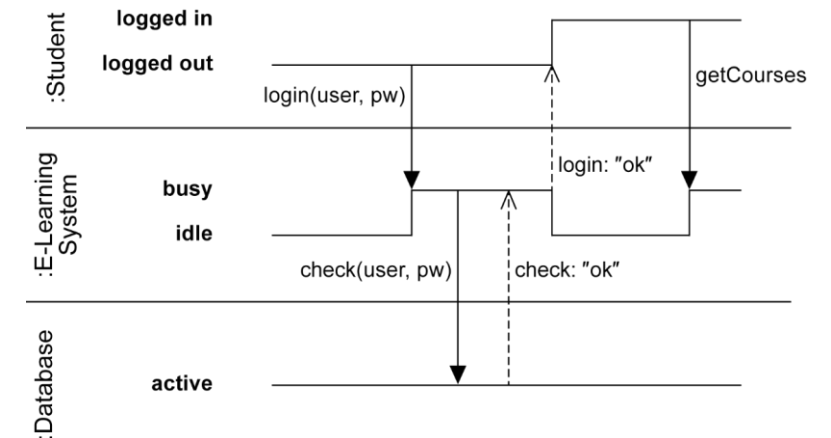 :Student
logged in
logged out
login(user, pw)
getCourses
:E-Learning
System
busy
idle
login: "ok"
check(user, pw)
check: "ok"
:Database
active